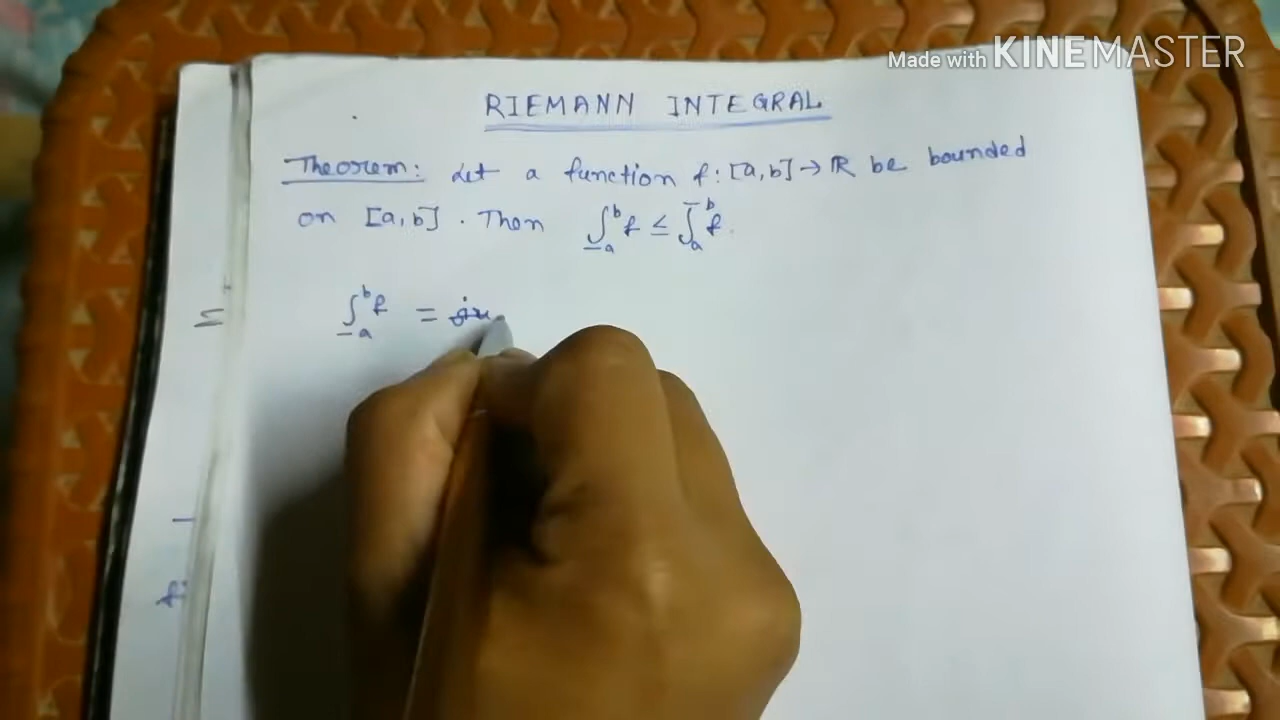 Made with KINEMASTER
RIEMANN INTEGRAL
Theorem: Let a function f: [a,b] → ℝ be bounded
on [a,b]. Then ∫̲ₐᵇ f ≤ ∫̅ₐᵇ f.
∫̲ₐᵇ f =